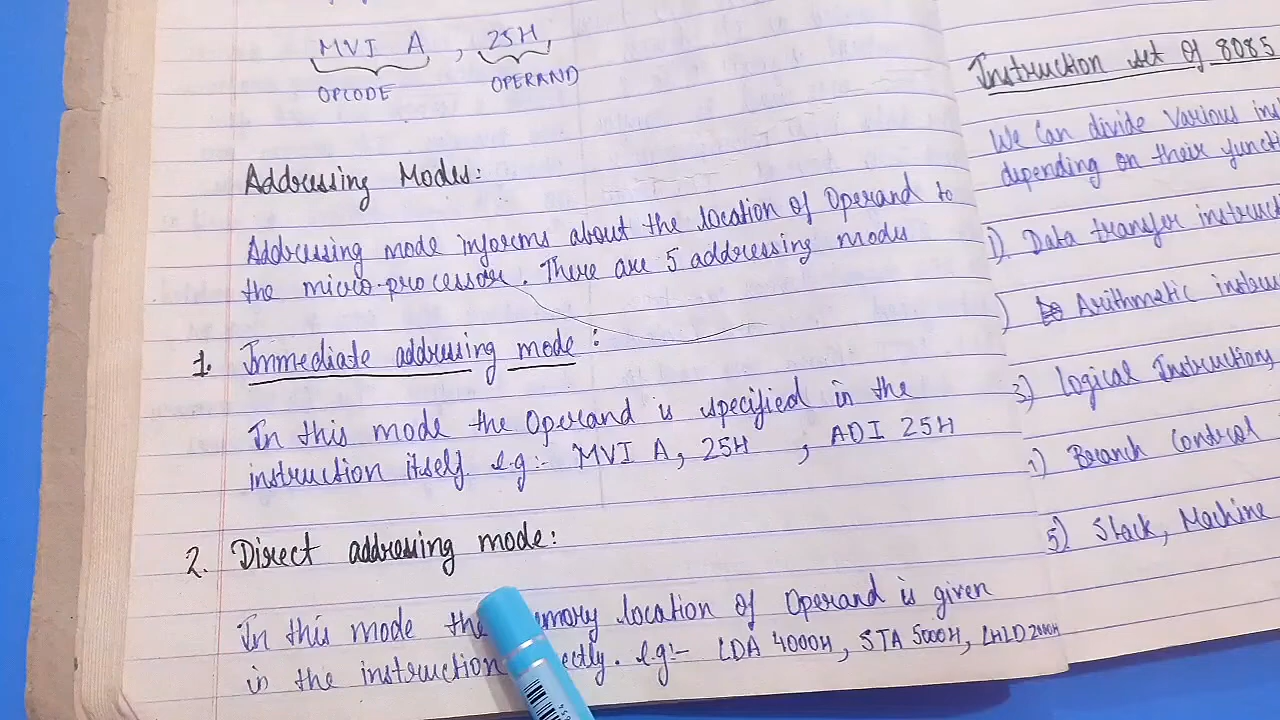 MVI A , 25H
OPCODE OPERAND
Addressing Modes:
Addressing mode informs about the location of Operand to
the micro-processor. There are 5 addressing modes
1. Immediate addressing mode :
In this mode the Operand is specified in the
instruction itself e.g:- MVI A, 25H , ADI 25H
2. Direct addressing mode:
In this mode the location of Operand is given
in the instruction e.g:- LDA 4000H, STA 5000H, LHLD 2000H
Instruction set of 8085
We Can divide Various
depending on their
1). Data transfer
) Arithmetic
3) Logical Instructions
) Branch Control
5) Stack, Machine